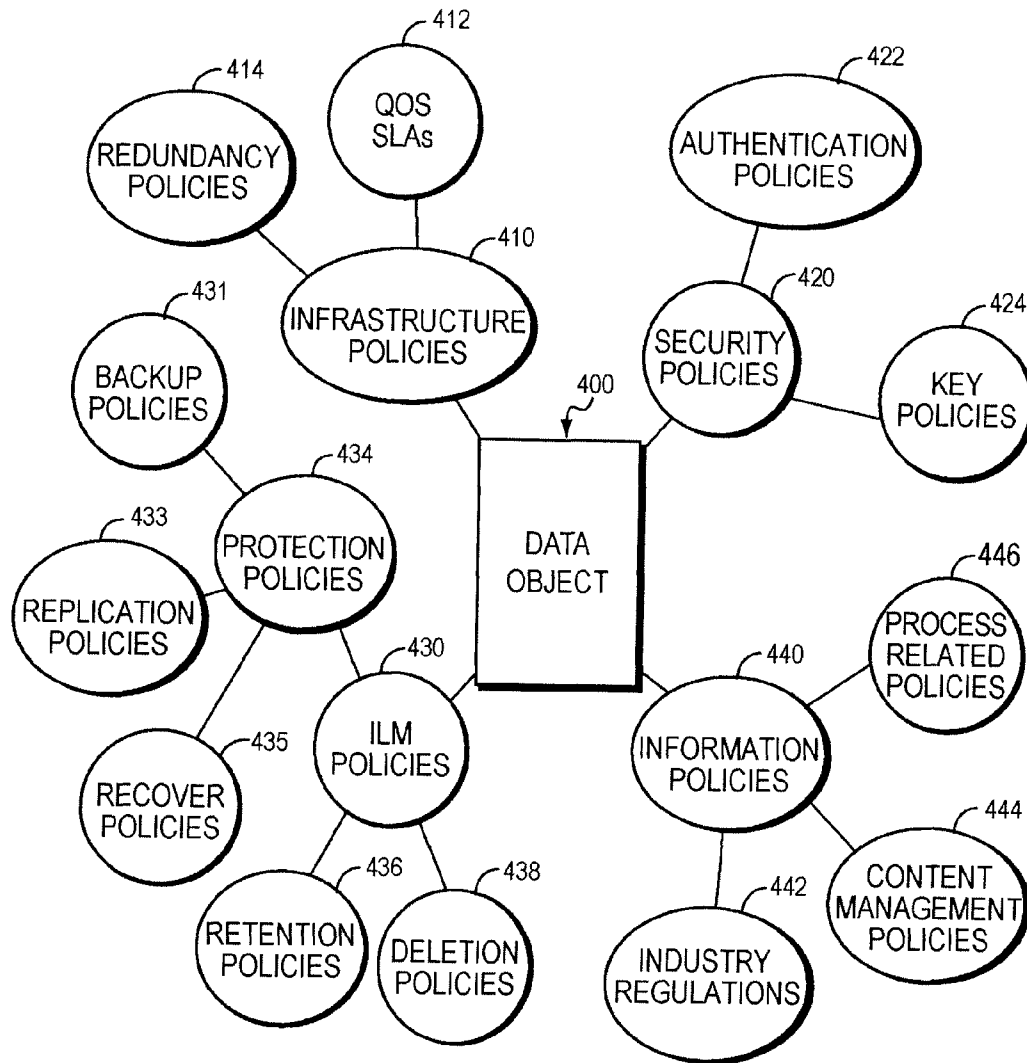 412
QOS
SLAs
414
REDUNDANCY
POLICIES
422
AUTHENTICATION
POLICIES
410
INFRASTRUCTURE
POLICIES
420
SECURITY
POLICIES
424
KEY
POLICIES
431
BACKUP
POLICIES
400
DATA
OBJECT
434
PROTECTION
POLICIES
433
REPLICATION
POLICIES
446
PROCESS
RELATED
POLICIES
430
ILM
POLICIES
440
INFORMATION
POLICIES
435
RECOVER
POLICIES
444
CONTENT
MANAGEMENT
POLICIES
436
RETENTION
POLICIES
438
DELETION
POLICIES
442
INDUSTRY
REGULATIONS